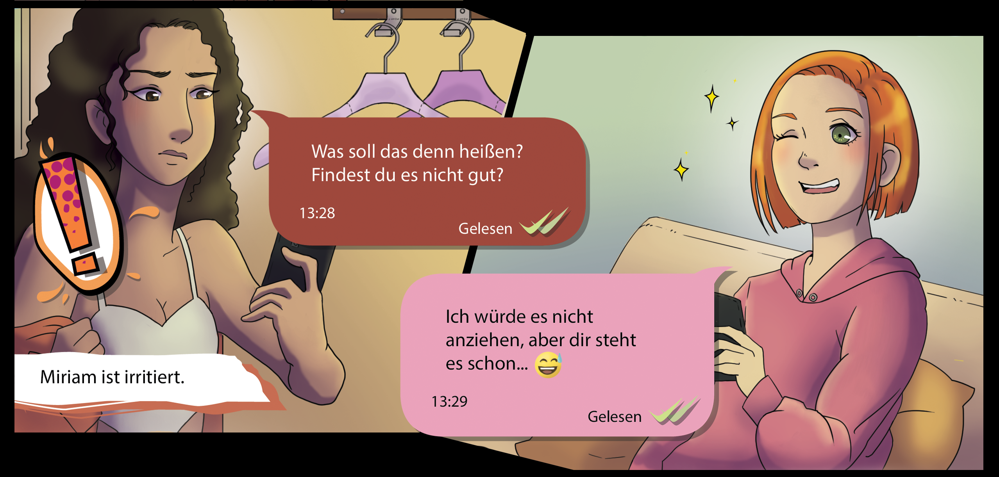 Was soll das denn heißen?
Findest du es nicht gut?
13:28
Gelesen
Miriam ist irritiert.
Ich würde es nicht
anziehen, aber dir steht
es schon... 😅
13:29
Gelesen